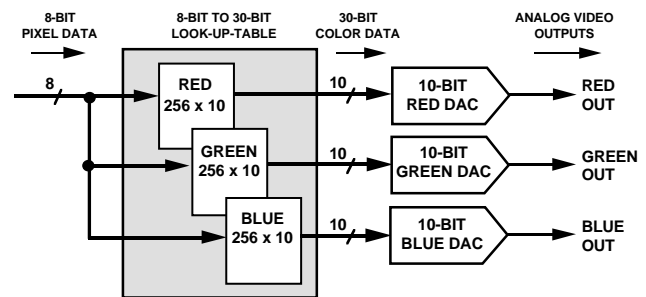 8-BIT
PIXEL DATA
8-BIT TO 30-BIT
LOOK-UP-TABLE
30-BIT
COLOR DATA
ANALOG VIDEO
OUTPUTS
8
RED
256 x 10
10
10-BIT
RED DAC
RED
OUT
GREEN
256 x 10
10
10-BIT
GREEN DAC
GREEN
OUT
BLUE
256 x 10
10
10-BIT
BLUE DAC
BLUE
OUT